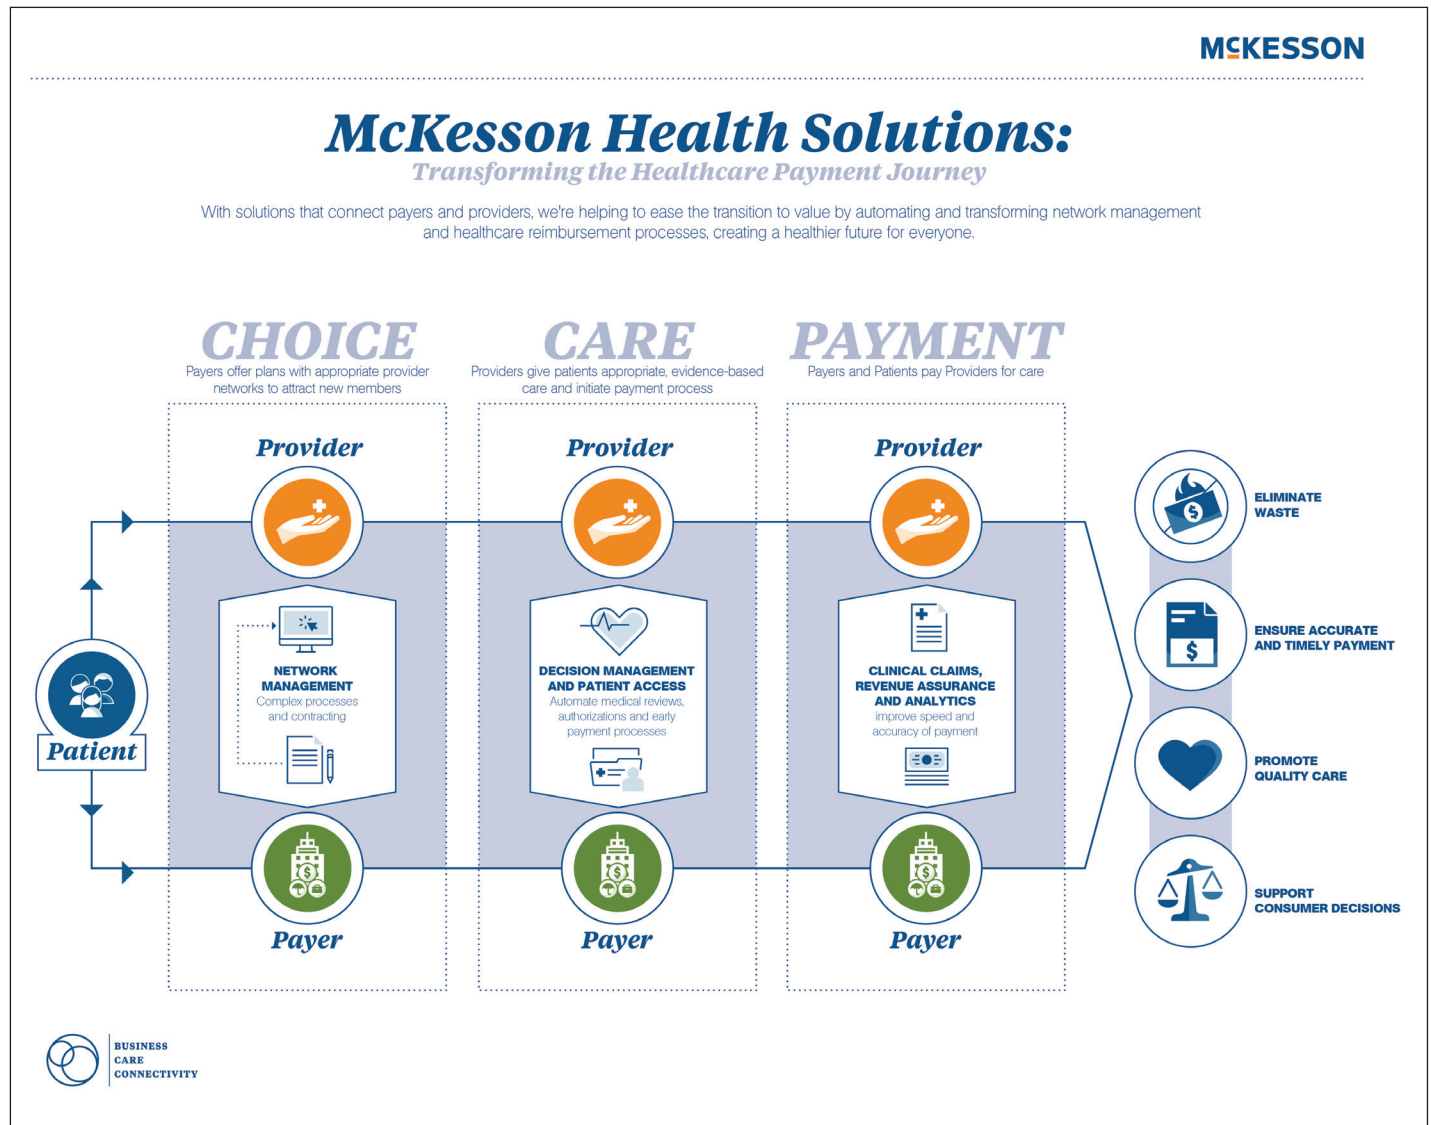 McKESSON
McKesson Health Solutions:
Transforming the Healthcare Payment Journey
With solutions that connect payers and providers, we're helping to ease the transition to value by automating and transforming network management
and healthcare reimbursement processes, creating a healthier future for everyone.
CHOICE
Payers offer plans with appropriate provider
networks to attract new members
CARE
Providers give patients appropriate, evidence-based
care and initiate payment process
PAYMENT
Payers and Patients pay Providers for care
Provider
Provider
Provider
Patient
NETWORK
MANAGEMENT
Complex processes
and contracting
DECISION MANAGEMENT
AND PATIENT ACCESS
Automate medical reviews,
authorizations and early
payment processes
CLINICAL CLAIMS,
REVENUE ASSURANCE
AND ANALYTICS
improve speed and
accuracy of payment
Payer
Payer
Payer
ELIMINATE
WASTE
ENSURE ACCURATE
AND TIMELY PAYMENT
PROMOTE
QUALITY CARE
SUPPORT
CONSUMER DECISIONS
BUSINESS
CARE
CONNECTIVITY